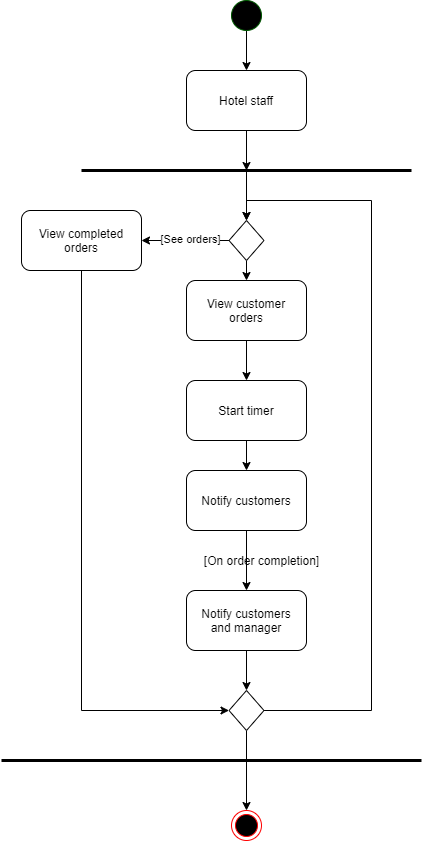 Hotel staff
View completed
orders
[See orders]
View customer
orders
Start timer
Notify customers
[On order completion]
Notify customers
and manager